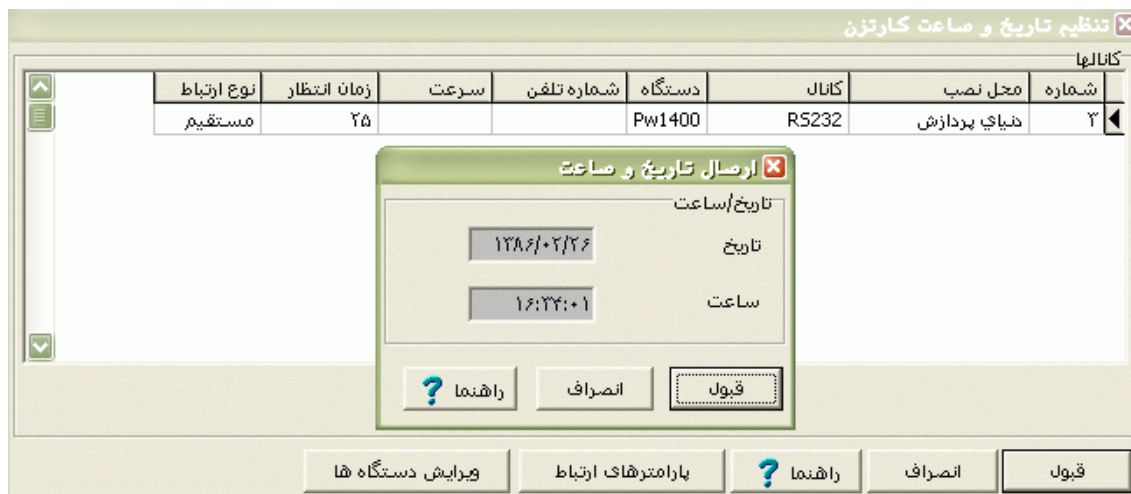 تنظیم تاریخ و ساعت کارتزن
کانالها
شماره محل نصب کانال دستگاه شماره تلفن سرعت زمان انتظار نوع ارتباط
۳ دنیای پردازش RS232 Pw1400 ۲۵ مستقیم
ارسال تاریخ و ساعت
تاریخ/ساعت
تاریخ ۱۳۸۶/۰۲/۲۶
ساعت ۱۶:۳۴:۰۱
قبول انصراف راهنما ?
قبول انصراف راهنما ? پارامترهای ارتباط ویرایش دستگاه ها